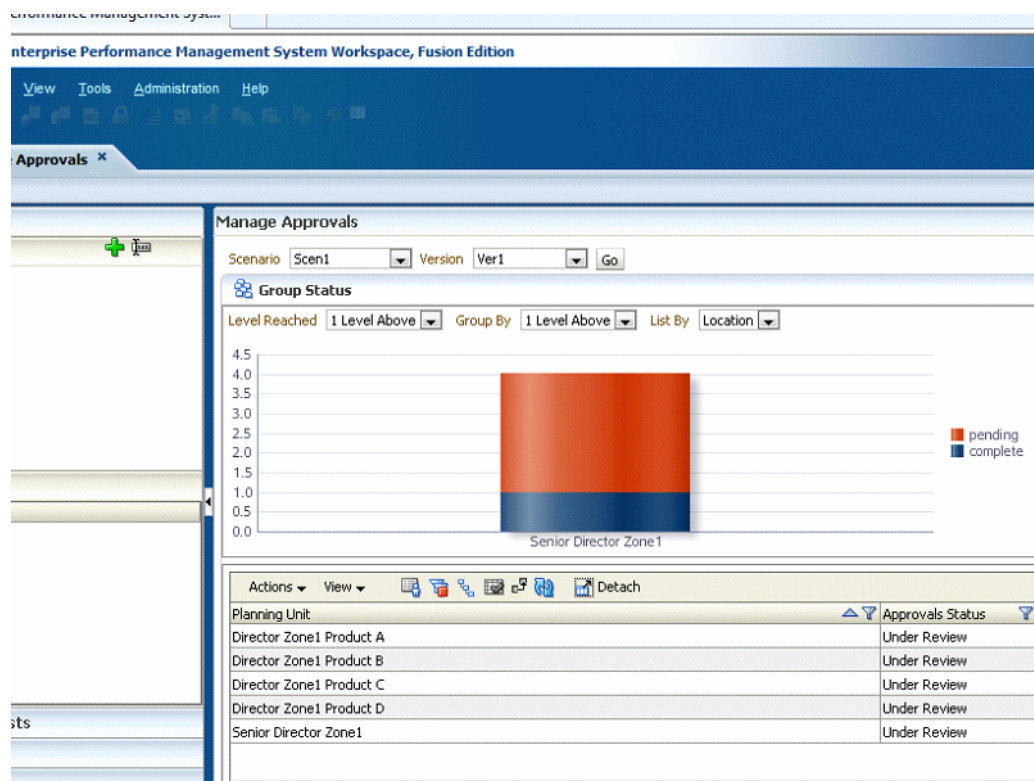 erformance Management Syst...
nterprise Performance Management System Workspace, Fusion Edition
View Tools Administration Help
Approvals ×
Manage Approvals
Scenario Scen1 Version Ver1 Go
Group Status
Level Reached 1 Level Above Group By 1 Level Above List By Location
4.5
4.0
3.5
3.0
2.5
2.0
1.5
1.0
0.5
0.0
Senior Director Zone1
pending
complete
Actions View Detach
Planning Unit Approvals Status
Director Zone1 Product A Under Review
Director Zone1 Product B Under Review
Director Zone1 Product C Under Review
Director Zone1 Product D Under Review
Senior Director Zone1 Under Review
sts